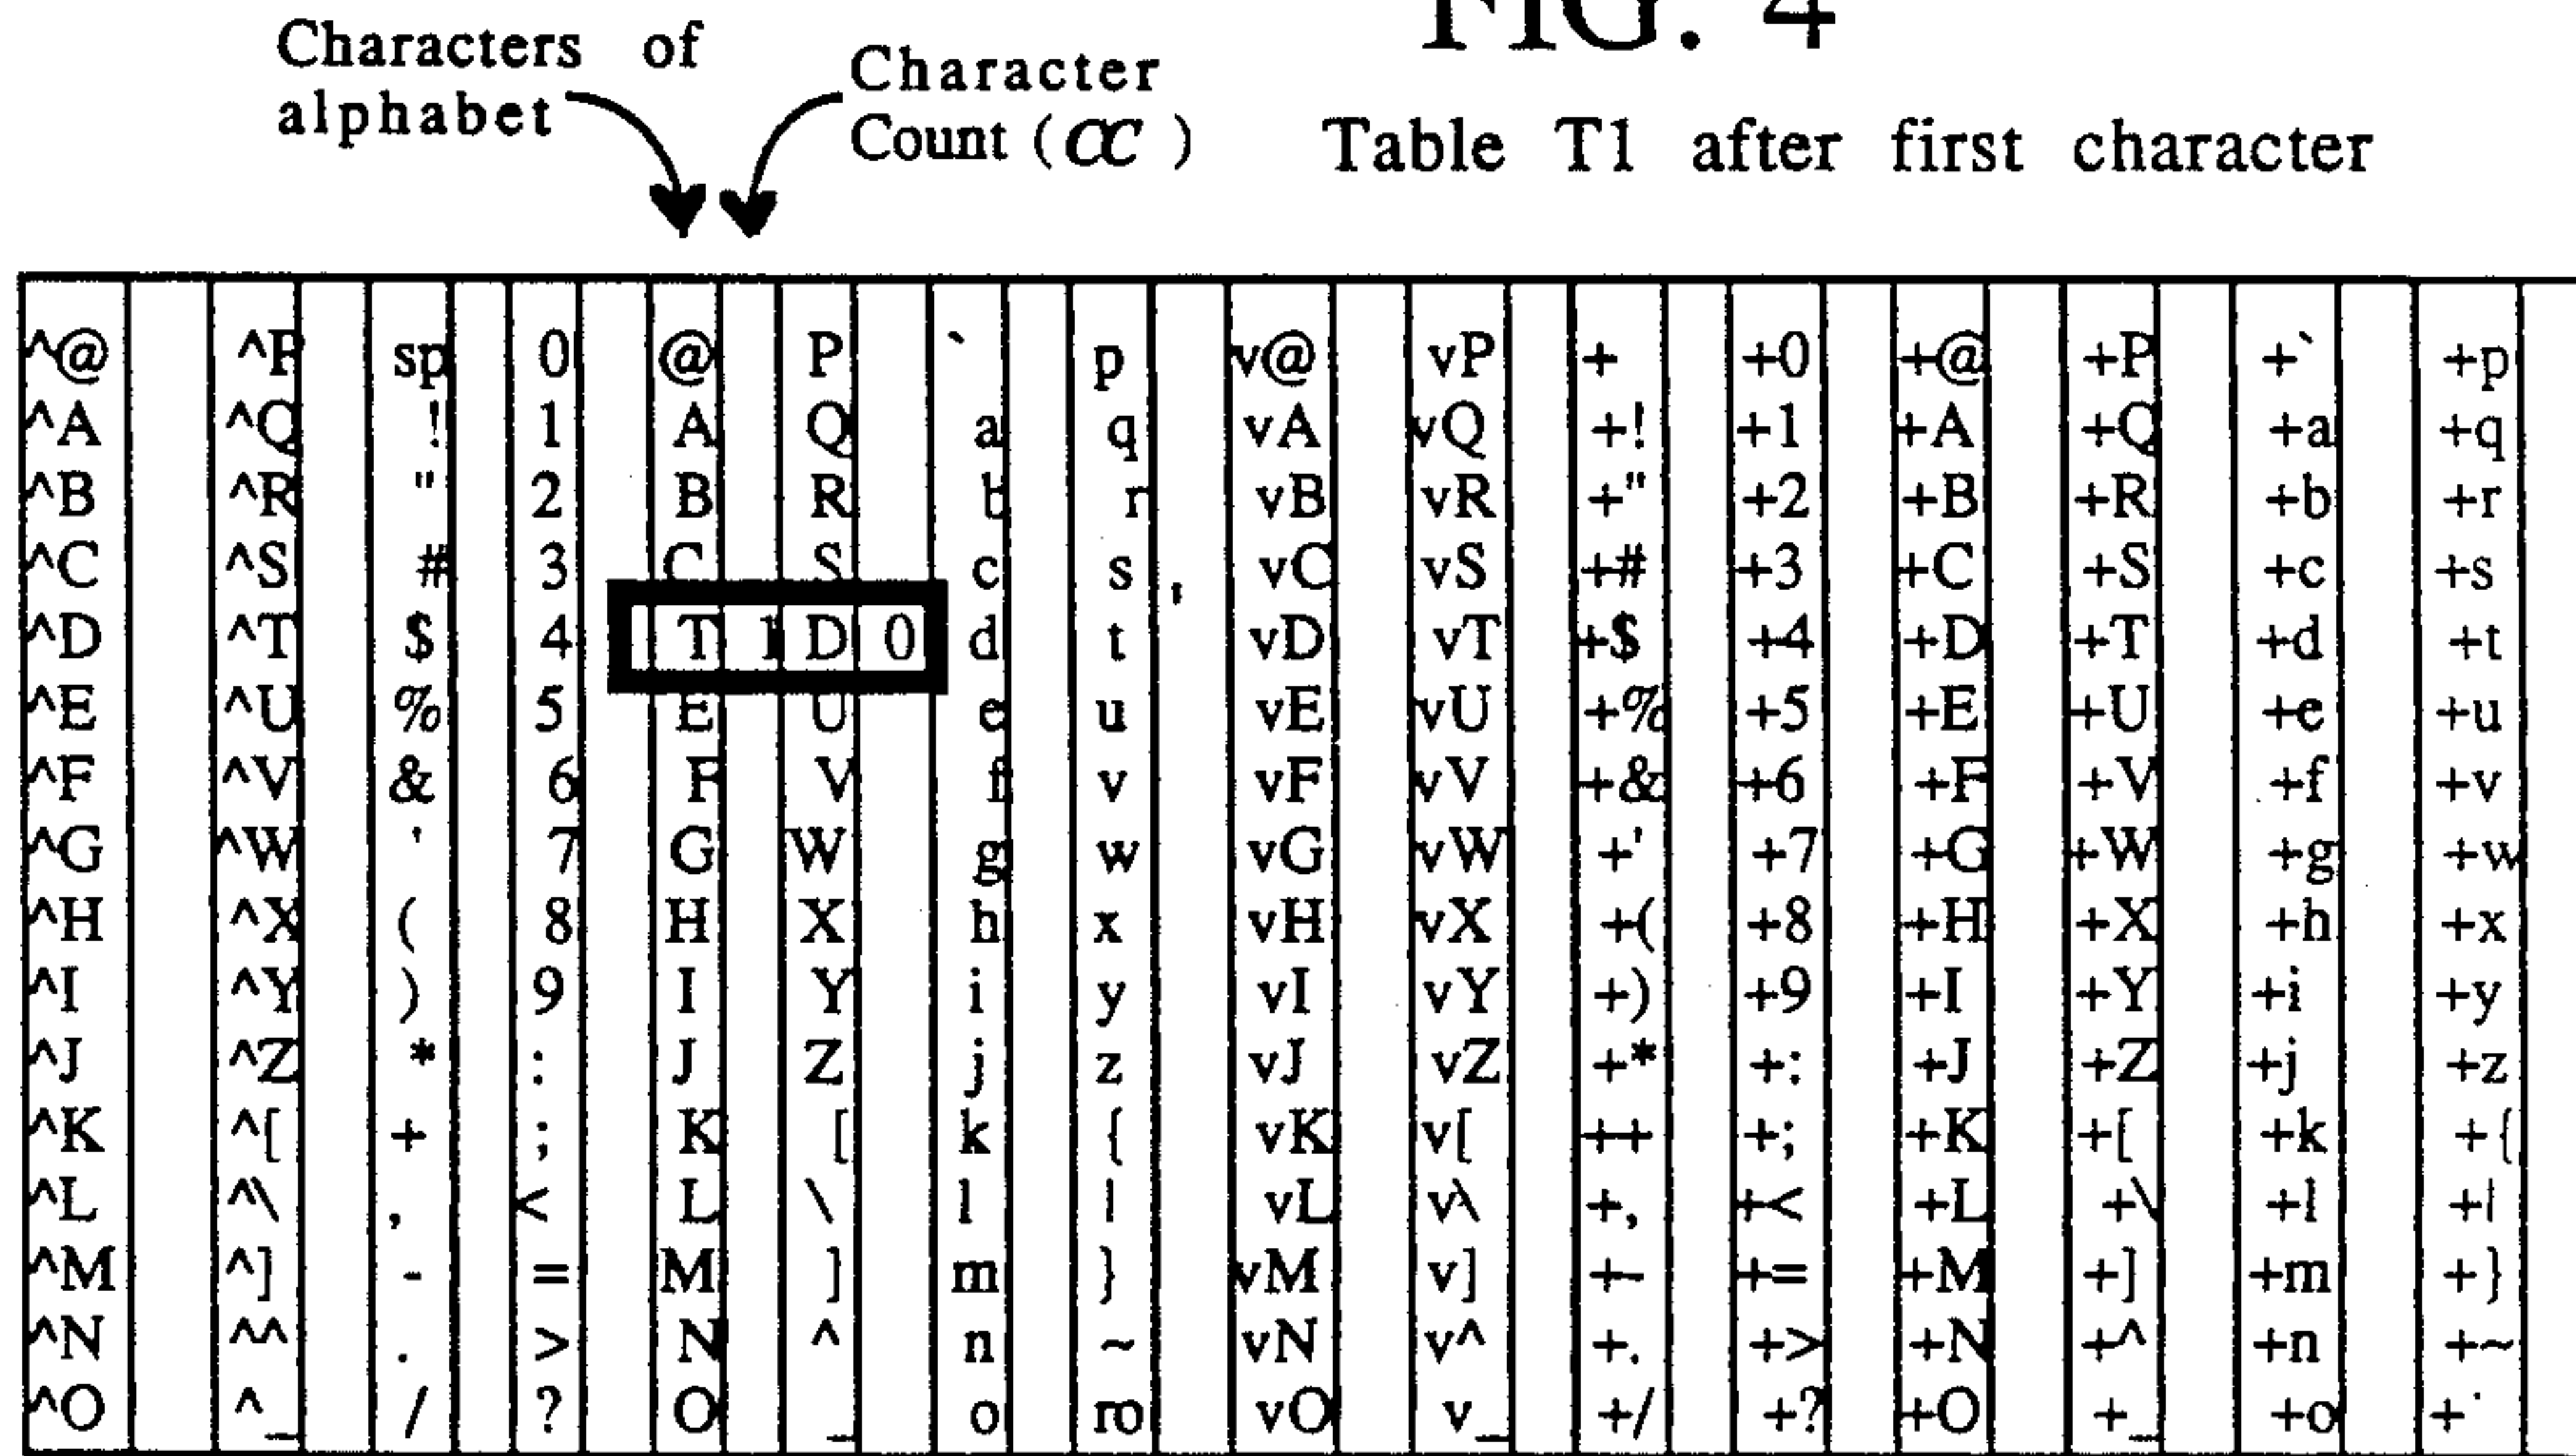 FIG. 4
Characters of
alphabet
Character
Count (CC)
Table T1 after first character
^@ ^P sp 0 @ P ` p v@ vP + +0 +@ +P +` +p
^A ^Q ! 1 A Q a q vA vQ +! +1 +A +Q +a +q
^B ^R " 2 B R b r vB vR +" +2 +B +R +b +r
^C ^S # 3 C S c s vC vS +# +3 +C +S +c +s
^D ^T $ 4 T 1 D 0 d t vD vT +$ +4 +D +T +d +t
^E ^U % 5 E U e u vE vU +% +5 +E +U +e +u
^F ^V & 6 F V f v vF vV +& +6 +F +V +f +v
^G ^W ' 7 G W g w vG vW +' +7 +G +W +g +w
^H ^X ( 8 H X h x vH vX +( +8 +H +X +h +x
^I ^Y ) 9 I Y i y vI vY +) +9 +I +Y +i +y
^J ^Z * : J Z j z vJ vZ +* +: +J +Z +j +z
^K ^[ + ; K [ k { vK v[ ++ +; +K +[ +k +{
^L ^\ , < L \ l | vL v\ +, +< +L +\ +l +|
^M ^] - = M ] m } vM v] +- += +M +] +m +}
^N ^^ . > N ^ n ~ vN v^ +. +> +N +^ +n +~
^O ^_ / ? O _ o ro vO v_ +/ +? +O +_ +o +˙